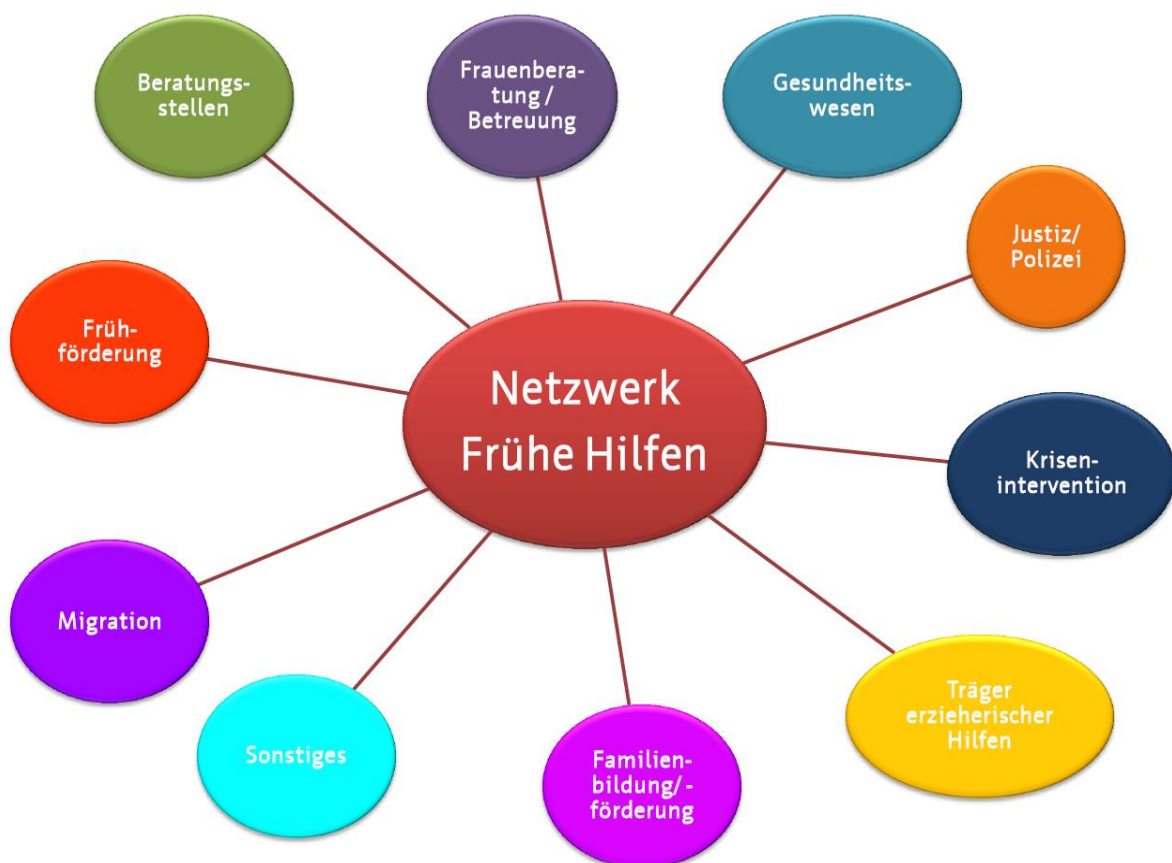 Beratungs-
stellen
Frauenbera-
tung /
Betreuung
Gesundheits-
wesen
Justiz/
Polizei
Früh-
förderung
Netzwerk
Frühe Hilfen
Krisen-
intervention
Migration
Sonstiges
Familien-
bildung/ -
förderung
Träger
erzieherischer
Hilfen